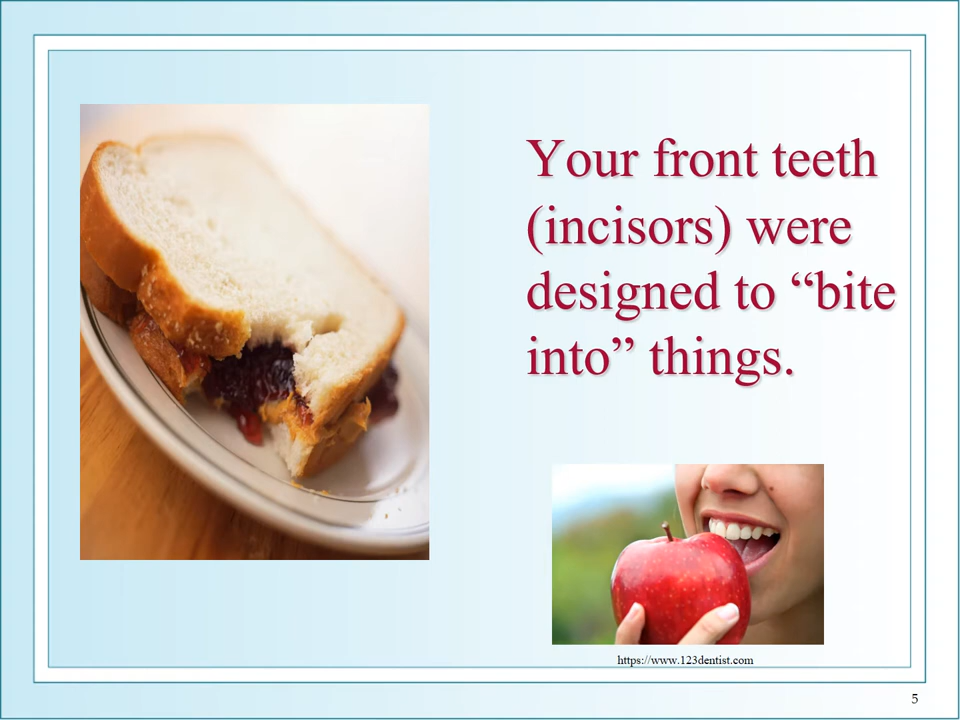 Your front teeth
(incisors) were
designed to “bite
into” things.
https://www.123dentist.com
5